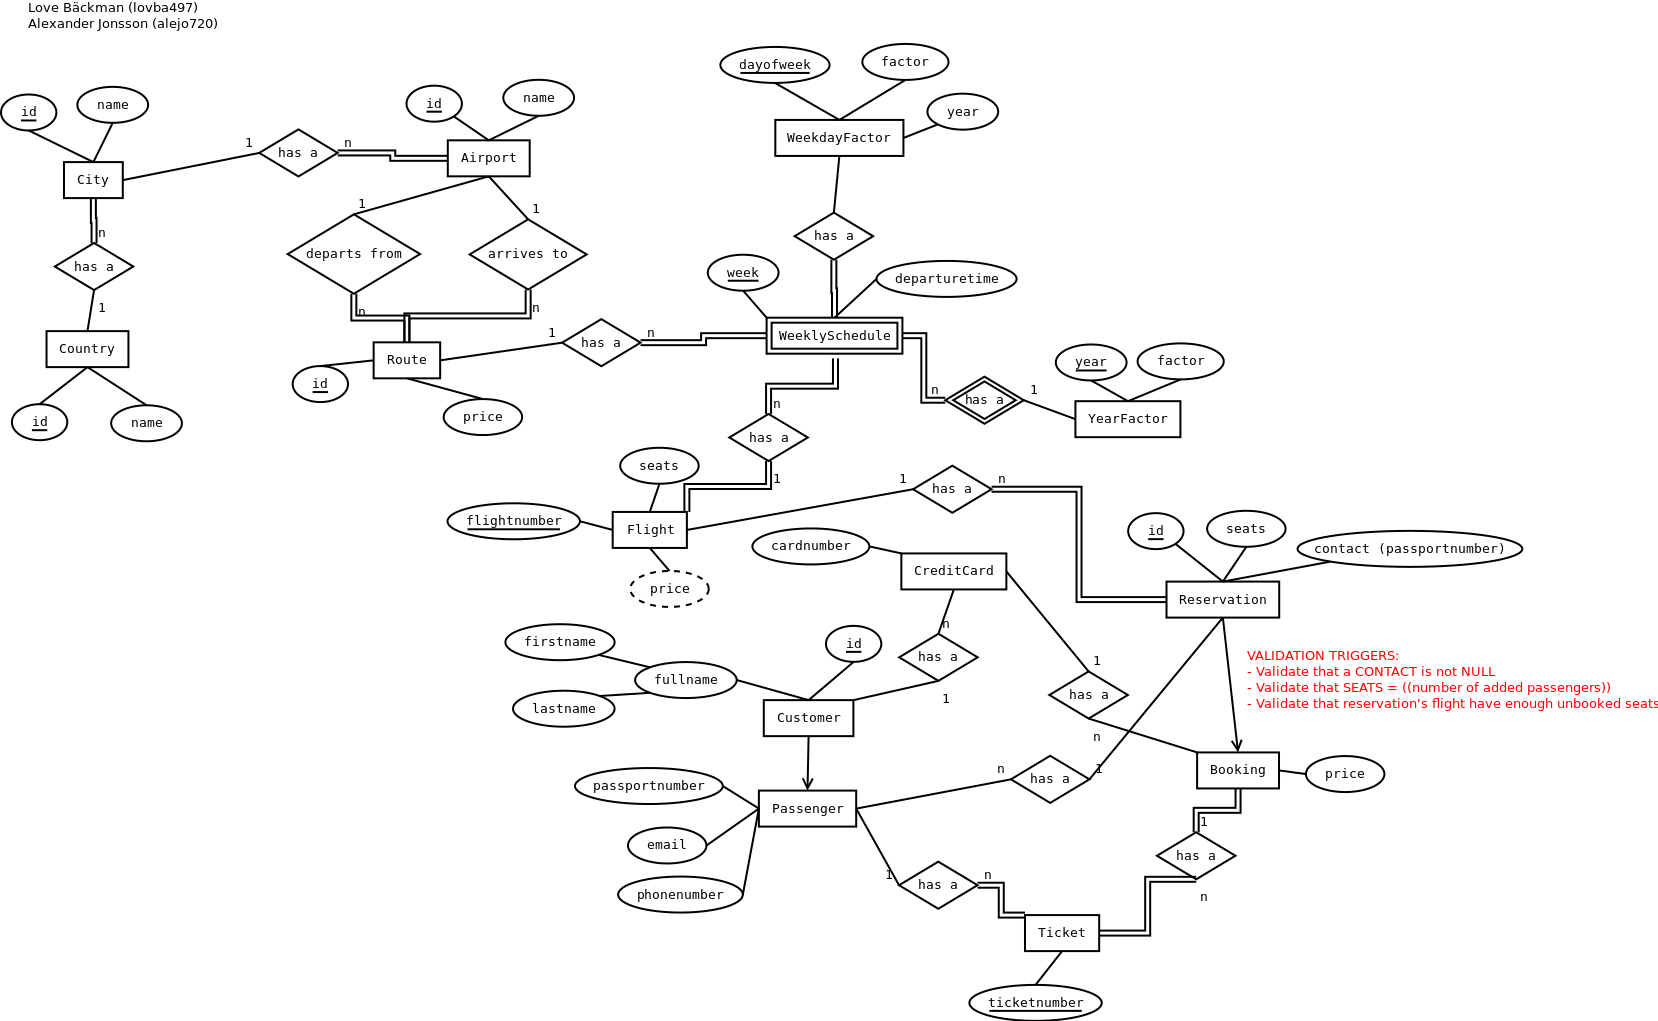 Love Bäckman (lovba497)
Alexander Jonsson (alejo720)
dayofweek
factor
year
WeekdayFactor
id
name
id
name
City
1
has a
n
Airport
1
1
n
departs from
arrives to
has a
has a
n
n
1
Country
id
name
Route
id
price
1
has a
n
week
departuretime
WeeklySchedule
n
has a
1
year
factor
YearFactor
n
has a
1
seats
flightnumber
Flight
price
1
has a
n
id
seats
contact (passportnumber)
Reservation
cardnumber
CreditCard
n
has a
1
firstname
fullname
lastname
id
Customer
VALIDATION TRIGGERS:
- Validate that a CONTACT is not NULL
- Validate that SEATS = ((number of added passengers))
- Validate that reservation's flight have enough unbooked seats
1
has a
n
n
has a
1
Booking
price
passportnumber
email
phonenumber
Passenger
1
has a
n
1
has a
n
Ticket
ticketnumber